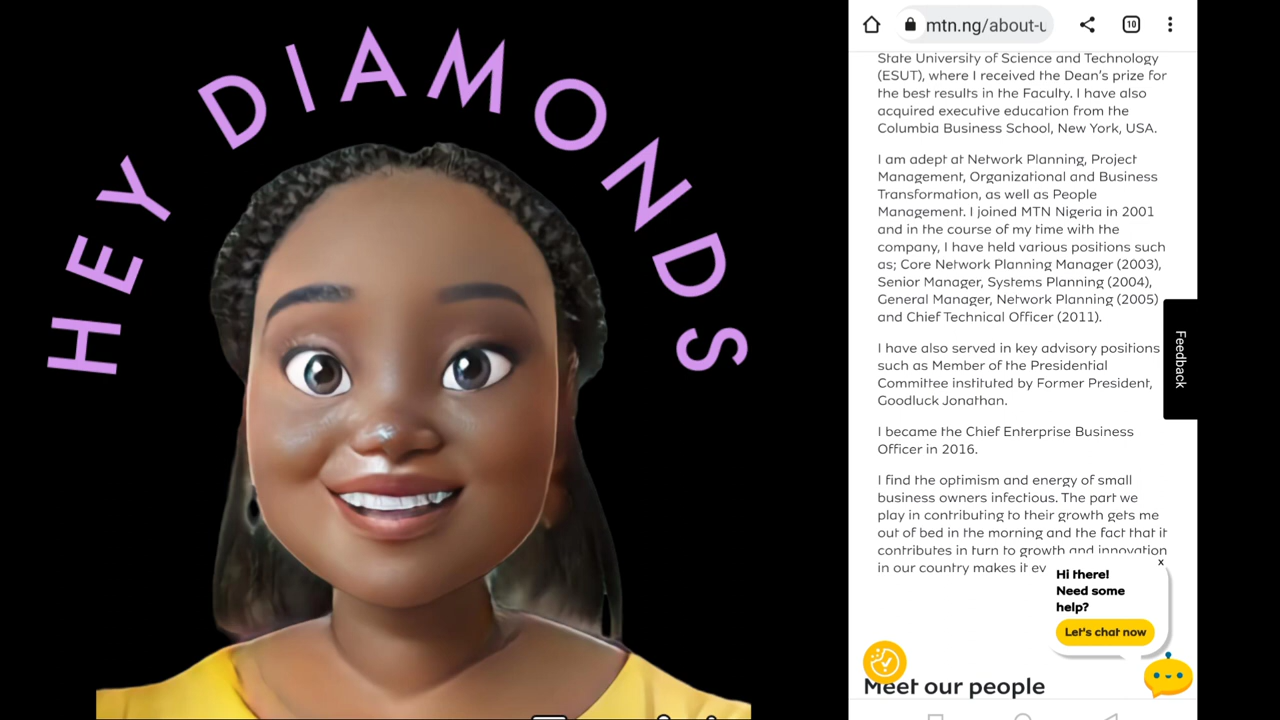 HEY DIAMONDS
10
mtn.ng/about-u
State University of Science and Technology
(ESUT), where I received the Dean's prize for
the best results in the Faculty. I have also
acquired executive education from the
Columbia Business School, New York, USA.
I am adept at Network Planning, Project
Management, Organizational and Business
Transformation, as well as People
Management. I joined MTN Nigeria in 2001
and in the course of my time with the
company, I have held various positions such
as; Core Network Planning Manager (2003),
Senior Manager, Systems Planning (2004),
General Manager, Network Planning (2005)
and Chief Technical Officer (2011).
I have also served in key advisory positions
such as Member of the Presidential
Committee instituted by Former President,
Goodluck Jonathan.
I became the Chief Enterprise Business
Officer in 2016.
I find the optimism and energy of small
business owners infectious. The part we
play in contributing to their growth gets me
out of bed in the morning and the fact that it
contributes in turn to growth and innovation
in our country makes it ev
Feedback
x
Hi there!
Need some
help?
Let's chat now
Meet our people